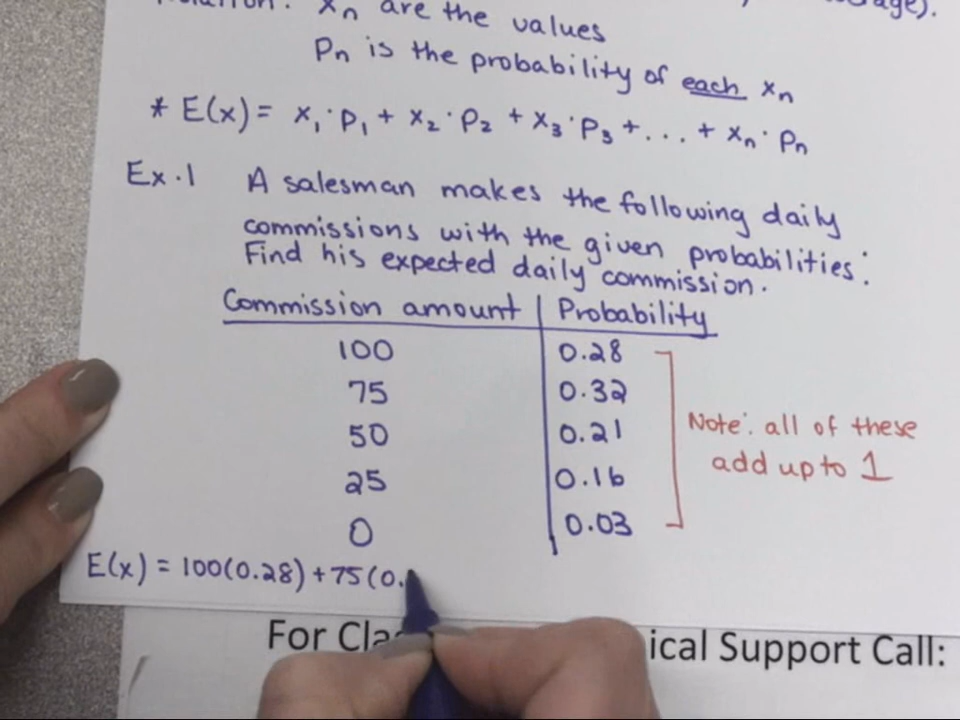 are the values
Pn is the probability of each xn
* E(x) = x₁·P₁ + x₂·P₂ + x₃·P₃ + ... + xn·Pn
Ex.1 A salesman makes the following daily
commissions with the given probabilities:
Find his expected daily commission.
Commission amount | Probability
100 0.28
75 0.32
50 0.21
25 0.16
0 0.03
Note: all of these
add up to 1
E(x) = 100(0.28) + 75(0.
For ical Support Call: